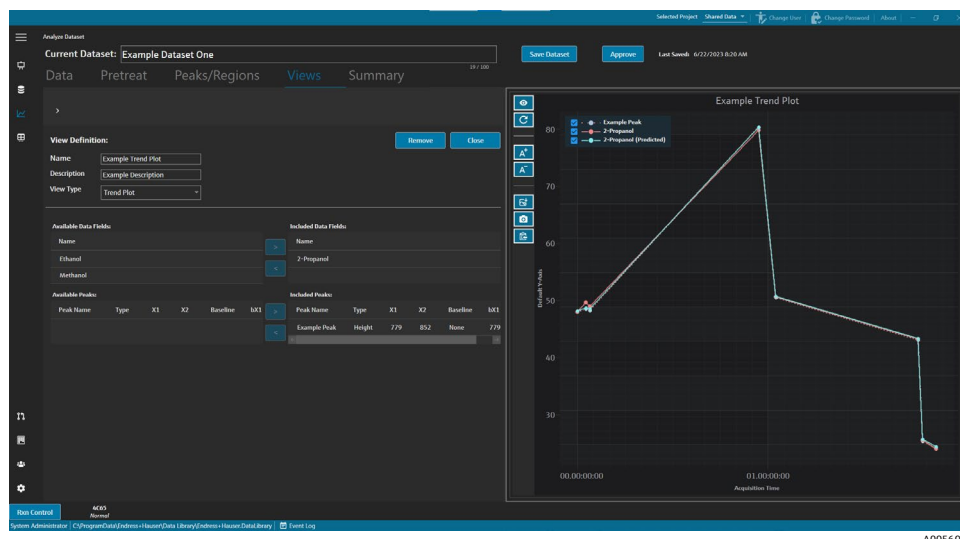 Selected Project Shared Data Change User Change Password About
Analyze Dataset
Current Dataset: Example Dataset One
19 / 100
Save Dataset Approve Last Saved: 6/22/2023 8:20 AM
Data Pretreat Peaks/Regions Views Summary
View Definition:
Remove Close
Name Example Trend Plot
Description Example Description
View Type Trend Plot
Available Data Fields:
Name
Ethanol
Methanol
Included Data Fields:
Name
2-Propanol
Available Peaks:
Peak Name Type X1 X2 Baseline bX1
Included Peaks:
Peak Name Type X1 X2 Baseline bX1
Example Peak Height 779 852 None 779
Example Trend Plot
Example Peak
2-Propanol
2-Propanol (Predicted)
80
70
60
50
40
30
Default Y-Axis
00.00:00:00 01.00:00:00
Acquisition Time
Rxn Control
4C65
Normal
System Administrator C:\ProgramData\Endress+Hauser\Data Library\Endress+Hauser.DataLibrary Event Log